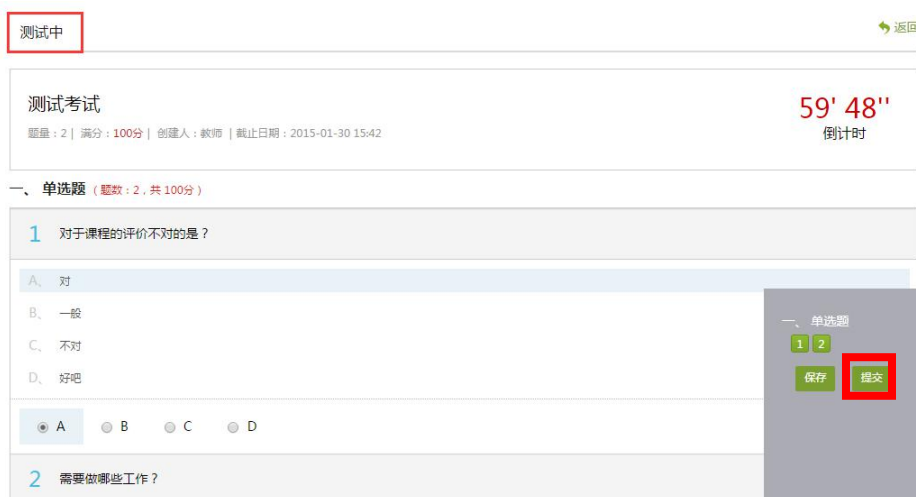 测试中
返回
测试考试
题量：2| 满分：100分| 创建人：教师 |截止日期：2015-01-30 15:42
59' 48''
倒计时
一、 单选题（题数：2，共 100分）
1 对于课程的评价不对的是？
A、 对
B、 一般
C、 不对
D、 好吧
A B C D
一、 单选题
1 2
保存 提交
2 需要做哪些工作？